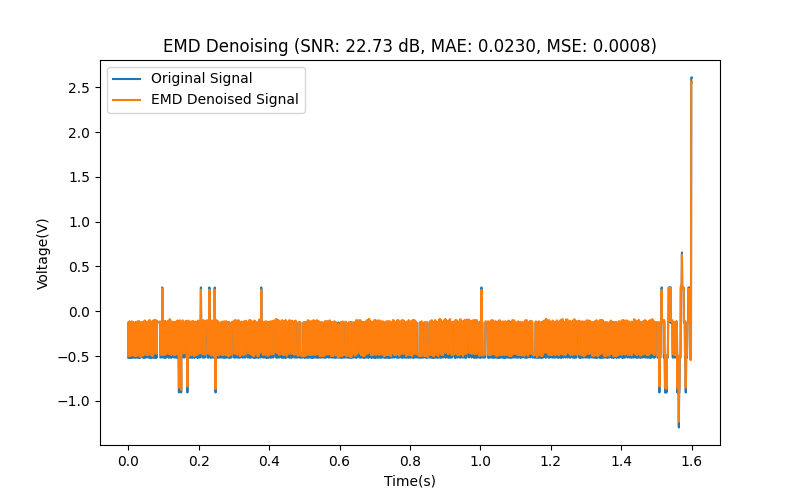 EMD Denoising (SNR: 22.73 dB, MAE: 0.0230, MSE: 0.0008)
Original Signal
EMD Denoised Signal
Voltage(V)
2.5
2.0
1.5
1.0
0.5
0.0
−0.5
−1.0
0.0 0.2 0.4 0.6 0.8 1.0 1.2 1.4 1.6
Time(s)